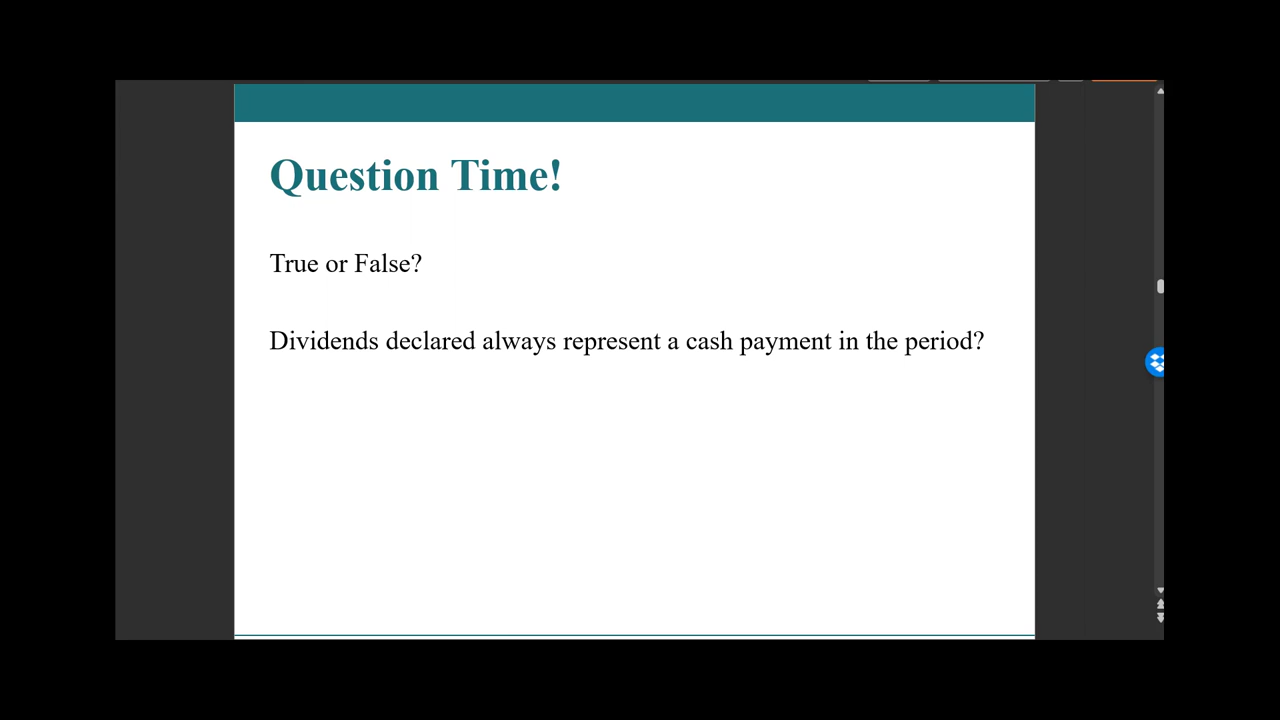 Question Time!
True or False?
Dividends declared always represent a cash payment in the period?